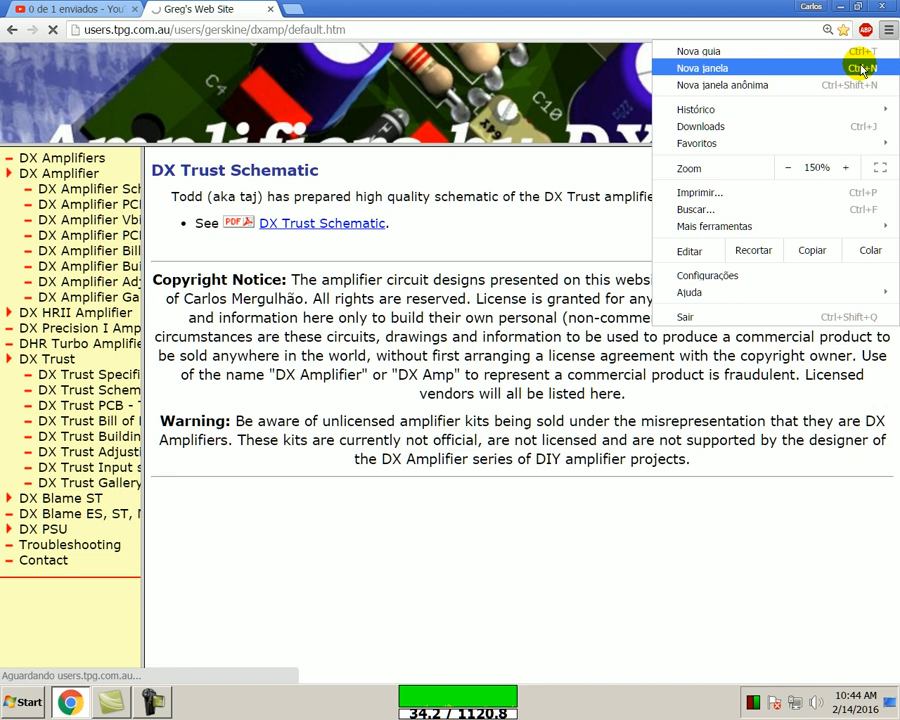 0 de 1 enviados - You
Greg's Web Site
Carlos
users.tpg.com.au/users/gerskine/dxamp/default.htm
ABP
Amplifiers by DX
C10
Nova guia Ctrl+T
Nova janela Ctrl+N
Nova janela anônima Ctrl+Shift+N
Histórico
Downloads Ctrl+J
Favoritos
Zoom − 150% +
Imprimir... Ctrl+P
Buscar... Ctrl+F
Mais ferramentas
Editar Recortar Copiar Colar
Configurações
Ajuda
Sair Ctrl+Shift+Q
DX Amplifiers
DX Amplifier
DX Amplifier Sch
DX Amplifier PC
DX Amplifier Vbi
DX Amplifier PC
DX Amplifier Bill
DX Amplifier Bui
DX Amplifier Adj
DX Amplifier Ga
DX HRII Amplifier
DX Precision I Amp
DHR Turbo Amplifie
DX Trust
DX Trust Specifi
DX Trust Schem
DX Trust PCB - T
DX Trust Bill of
DX Trust Buildin
DX Trust Adjusti
DX Trust Input s
DX Trust Gallery
DX Blame ST
DX Blame ES, ST,
DX PSU
Troubleshooting
Contact
DX Trust Schematic
Todd (aka taj) has prepared high quality schematic of the DX Trust amplifie
• See PDF DX Trust Schematic.
Copyright Notice: The amplifier circuit designs presented on this websi
of Carlos Mergulhão. All rights are reserved. License is granted for any
and information here only to build their own personal (non-comme
circumstances are these circuits, drawings and information to be used to produce a commercial product to
be sold anywhere in the world, without first arranging a license agreement with the copyright owner. Use
of the name "DX Amplifier" or "DX Amp" to represent a commercial product is fraudulent. Licensed
vendors will all be listed here.
Warning: Be aware of unlicensed amplifier kits being sold under the misrepresentation that they are DX
Amplifiers. These kits are currently not official, are not licensed and are not supported by the designer of
the DX Amplifier series of DIY amplifier projects.
Aguardando users.tpg.com.au...
Start
34.2 / 1120.8
10:44 AM
2/14/2016